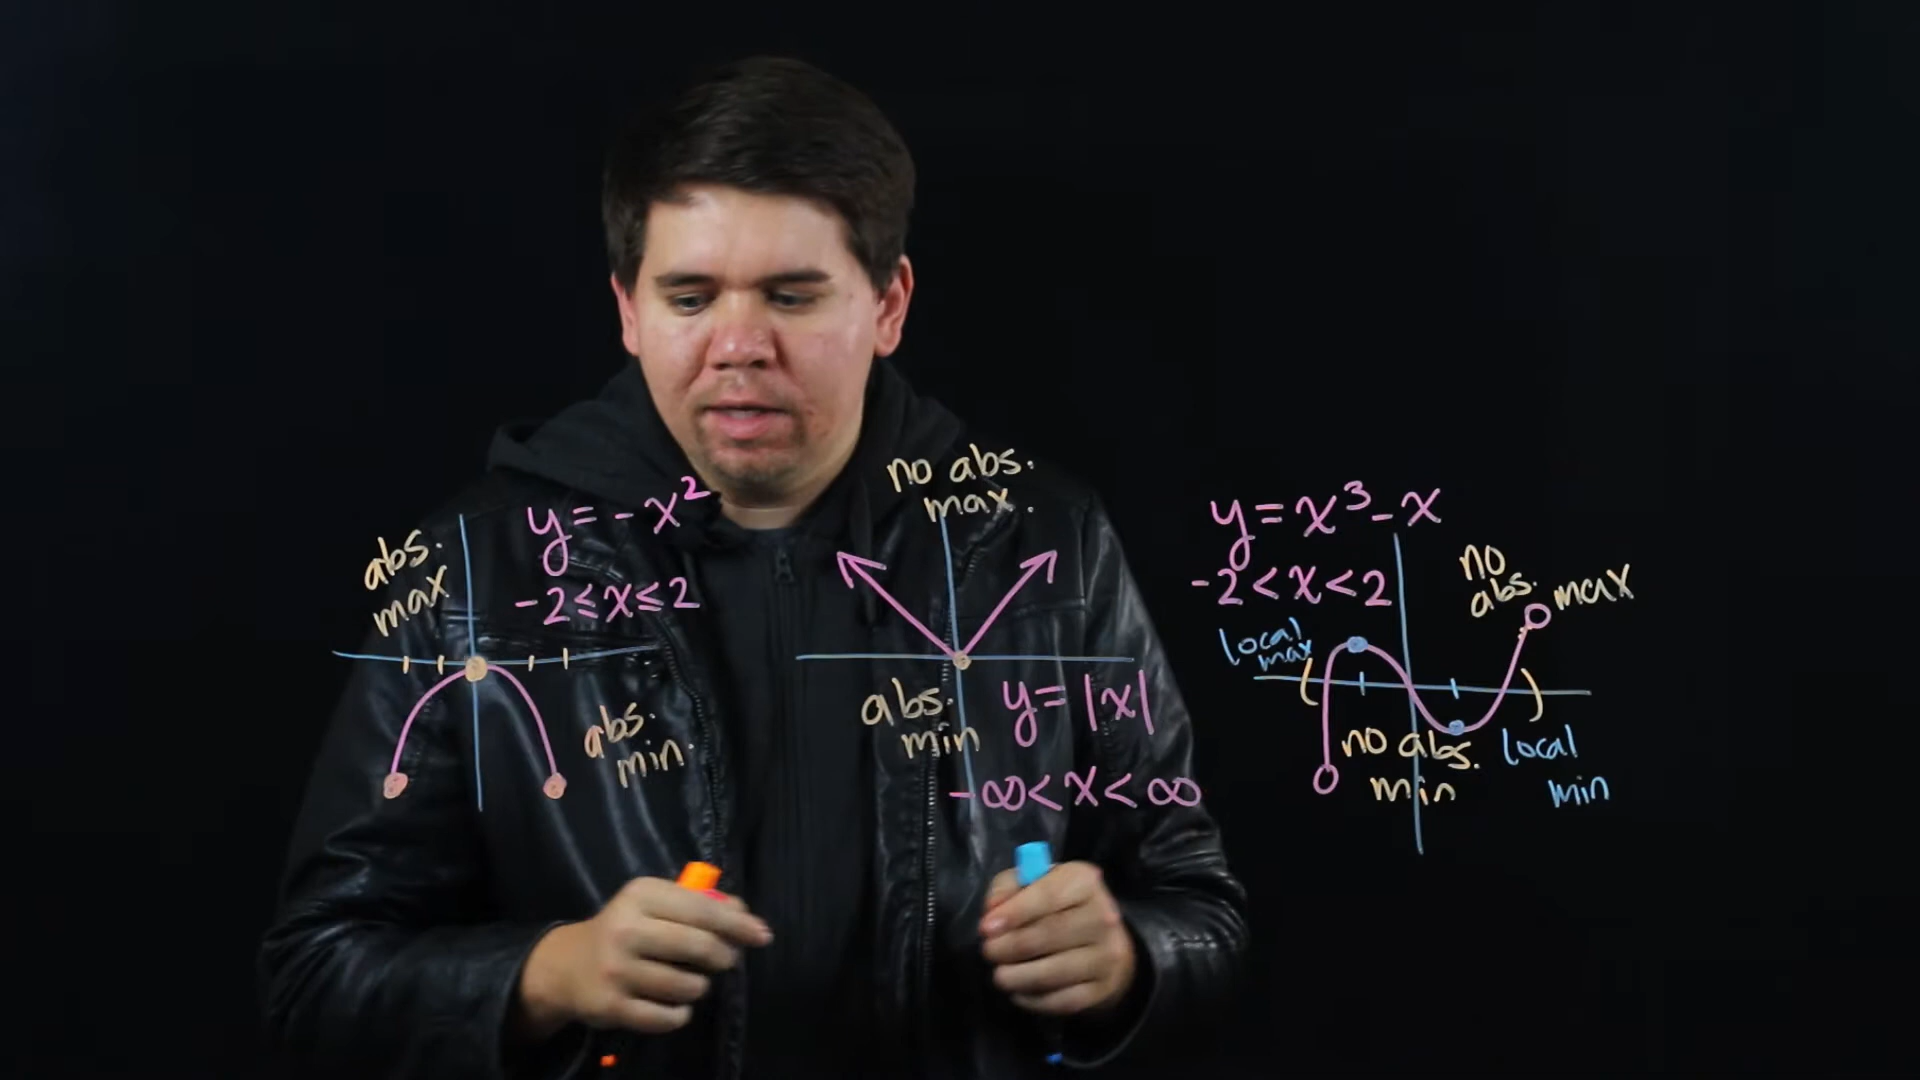 y = - x²
-2 ≤ x ≤ 2
abs.
max
abs.
min.
no abs.
max.
abs.
min
y = |x|
-∞ < x < ∞
y = x³ - x
-2 < x < 2
local
max
no
abs.
max
no abs.
min
local
min